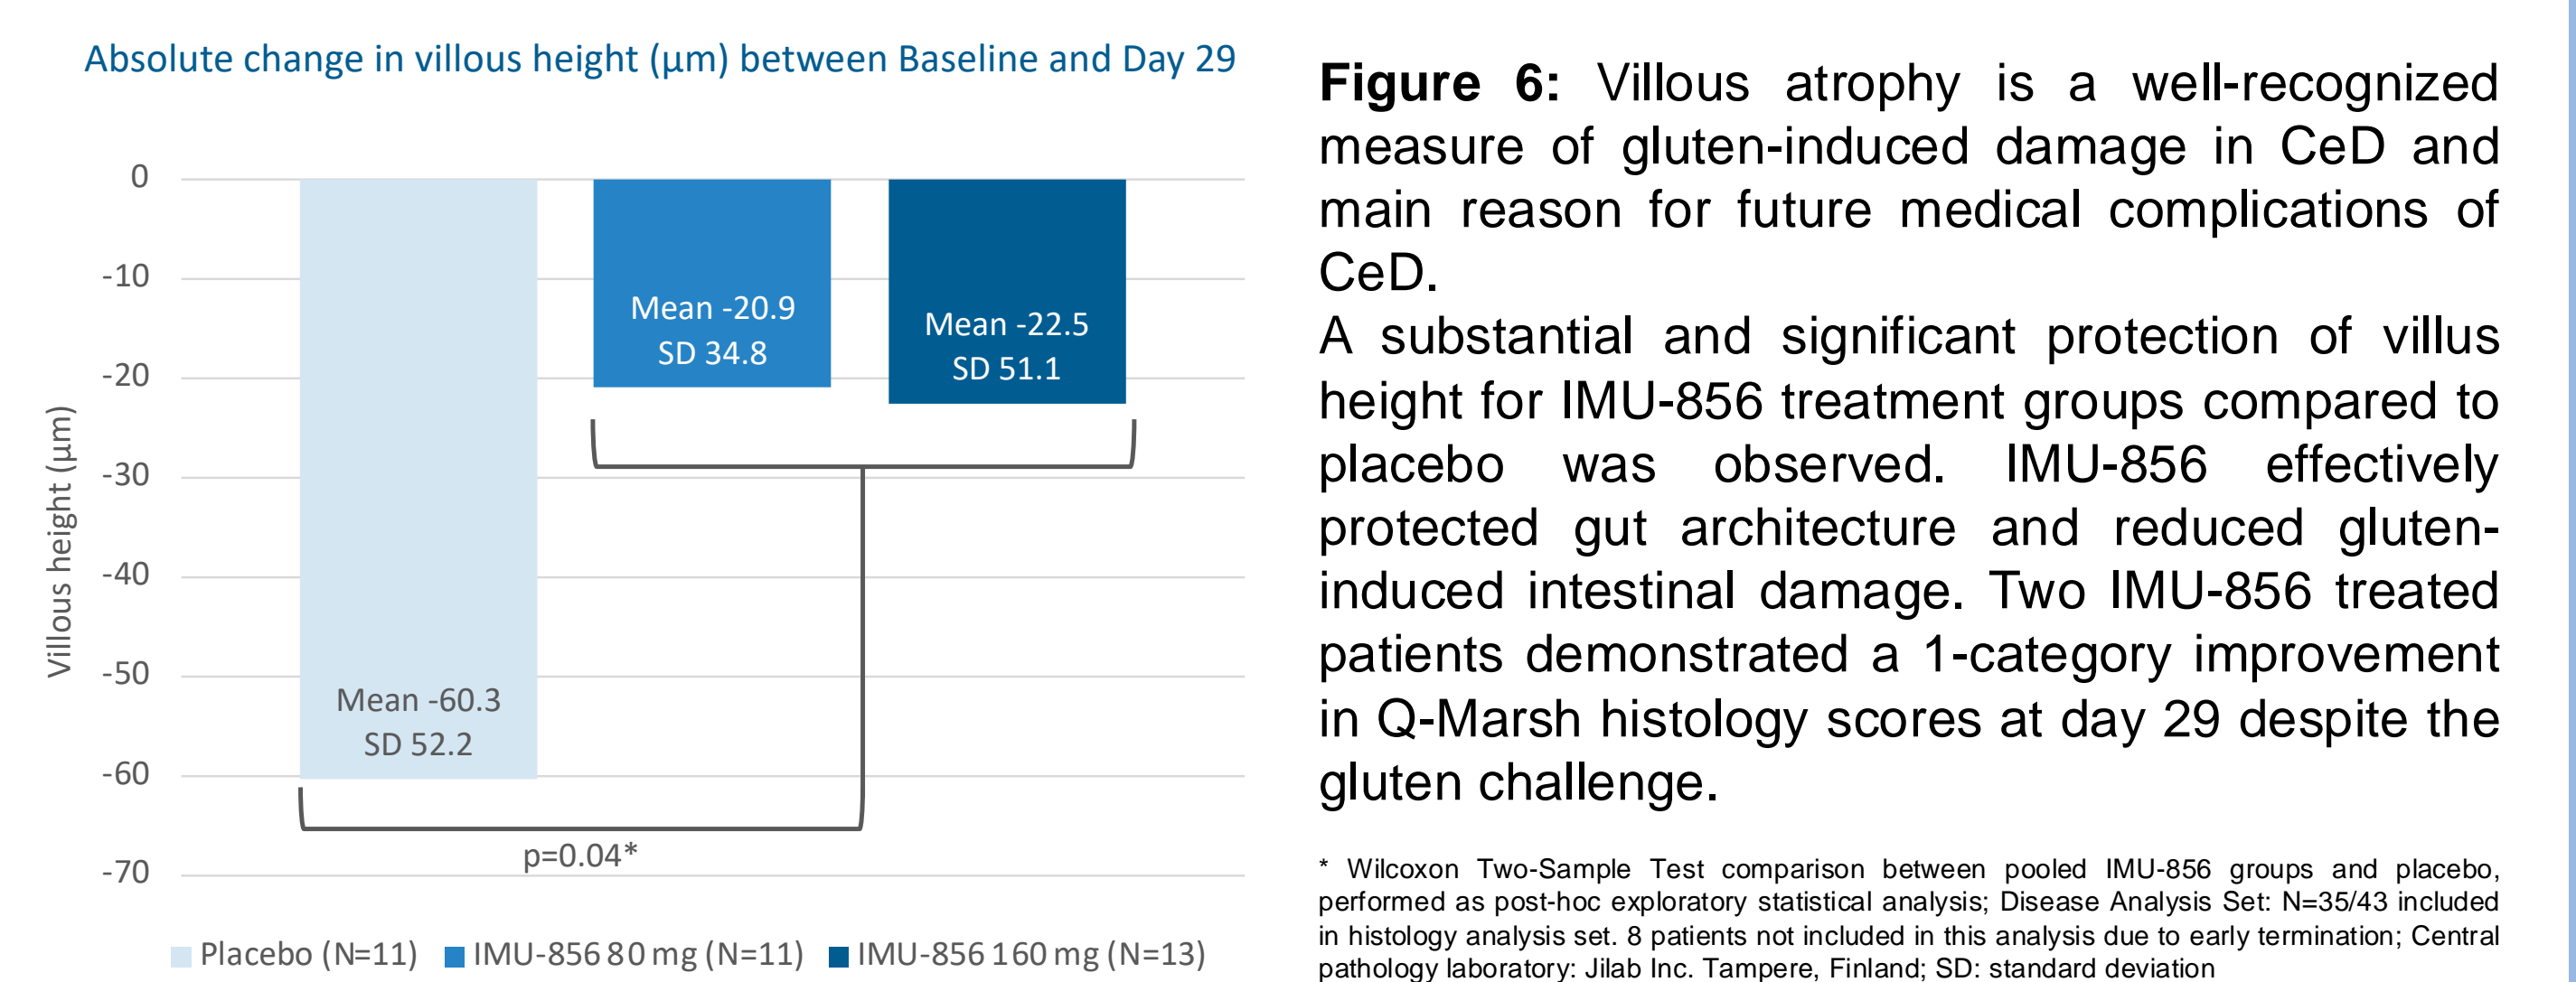 Absolute change in villous height (µm) between Baseline and Day 29
Villous height (µm)
0
-10
-20
-30
-40
-50
-60
-70
Mean -60.3
SD 52.2
Mean -20.9
SD 34.8
Mean -22.5
SD 51.1
p=0.04*
Placebo (N=11)
IMU-856 80 mg (N=11)
IMU-856 160 mg (N=13)
Figure 6: Villous atrophy is a well-recognized
measure of gluten-induced damage in CeD and
main reason for future medical complications of
CeD.
A substantial and significant protection of villus
height for IMU-856 treatment groups compared to
placebo was observed. IMU-856 effectively
protected gut architecture and reduced gluten-
induced intestinal damage. Two IMU-856 treated
patients demonstrated a 1-category improvement
in Q-Marsh histology scores at day 29 despite the
gluten challenge.
* Wilcoxon Two-Sample Test comparison between pooled IMU-856 groups and placebo,
performed as post-hoc exploratory statistical analysis; Disease Analysis Set: N=35/43 included
in histology analysis set. 8 patients not included in this analysis due to early termination; Central
pathology laboratory: Jilab Inc. Tampere, Finland; SD: standard deviation